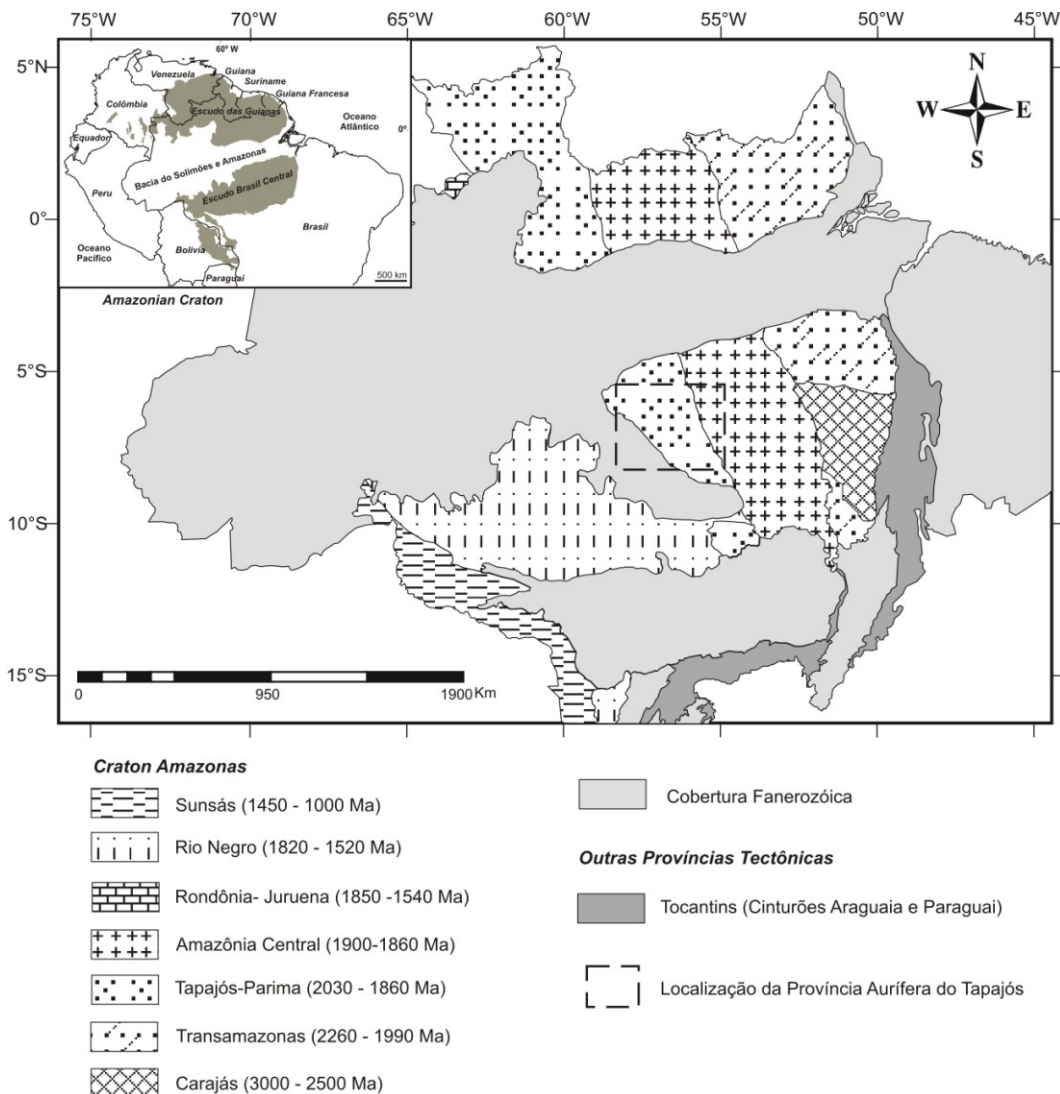 75°W 70°W 65°W 60°W 55°W 50°W 45°W
5°N
0°
5°S
10°S
15°S
60° W
Venezuela
Guiana
Suriname
Guiana Francesa
Colômbia
Escudo das Guianas
Oceano
Atlântico
0°
Equador
Bacia do Solimões e Amazonas
Peru
Escudo Brasil Central
Brasil
Bolívia
Oceano
Pacífico
Paraguai
500 km
Amazonian Craton
N
W E
S
0 950 1900 Km
Craton Amazonas
Sunsás (1450 - 1000 Ma)
Rio Negro (1820 - 1520 Ma)
Rondônia- Juruena (1850 -1540 Ma)
Amazônia Central (1900-1860 Ma)
Tapajós-Parima (2030 - 1860 Ma)
Transamazonas (2260 - 1990 Ma)
Carajás (3000 - 2500 Ma)
Cobertura Fanerozóica
Outras Províncias Tectônicas
Tocantins (Cinturões Araguaia e Paraguai)
Localização da Província Aurífera do Tapajós